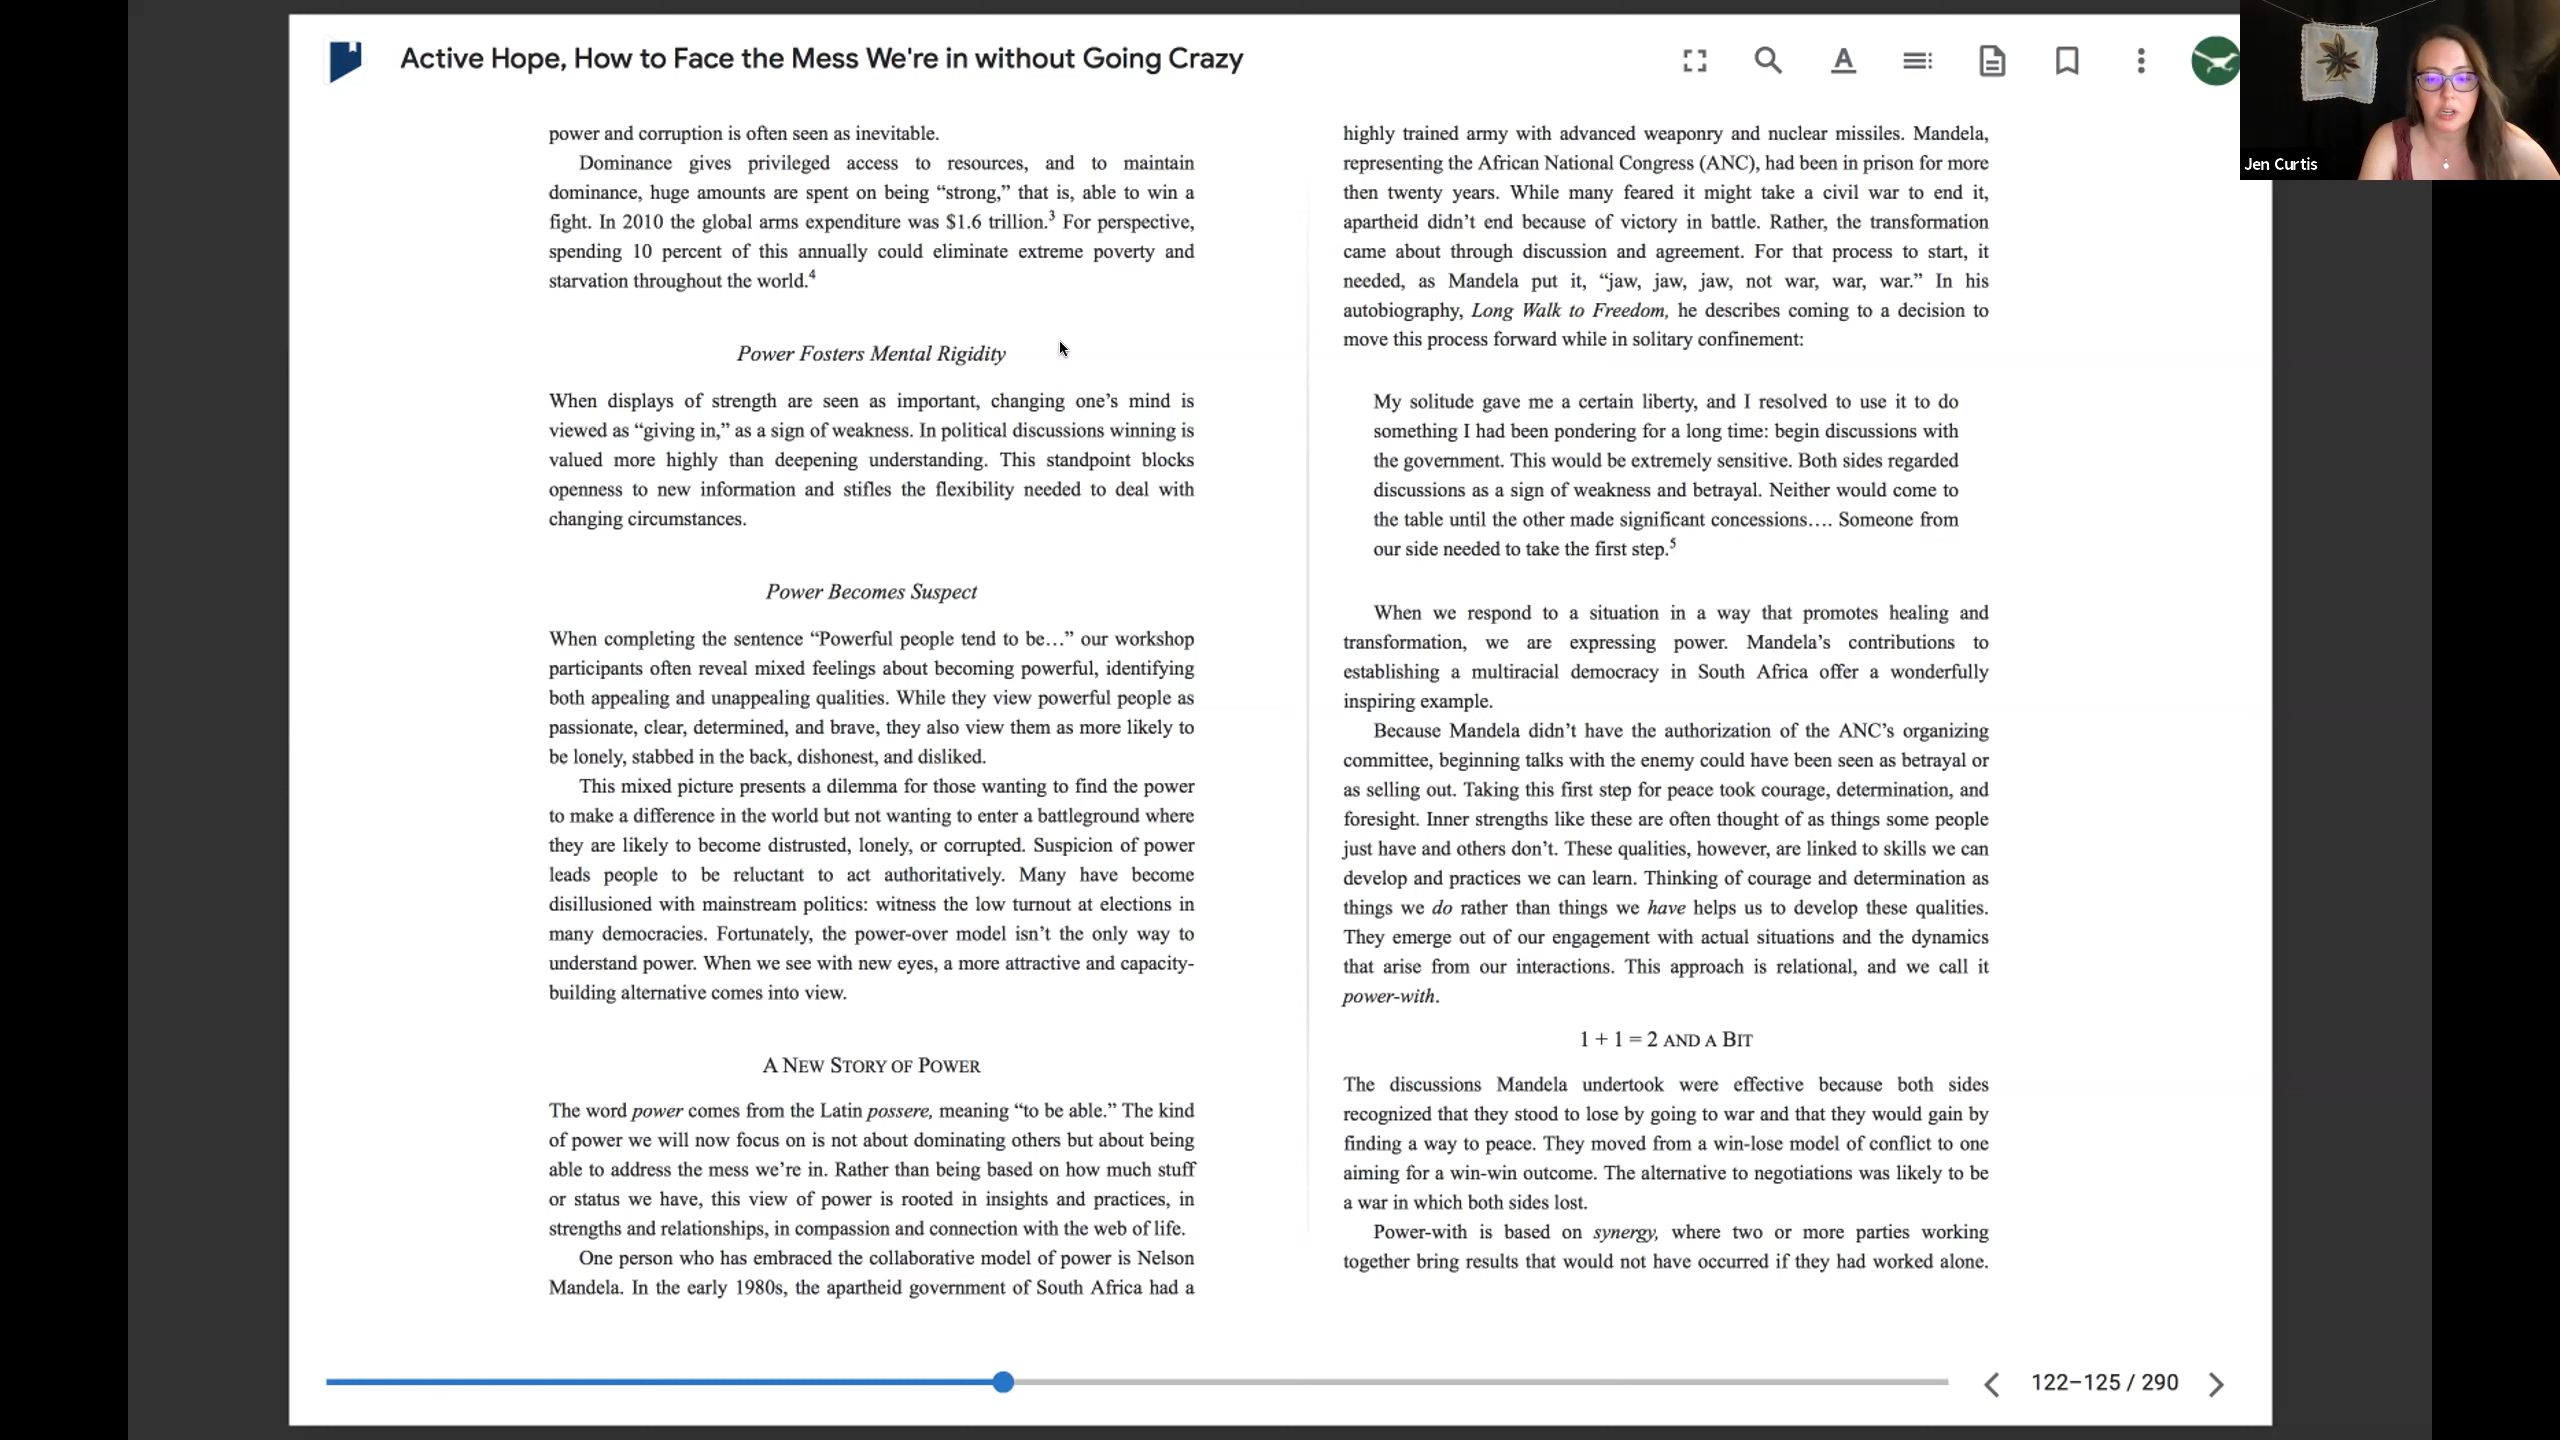 Active Hope, How to Face the Mess We're in without Going Crazy
Jen Curtis
power and corruption is often seen as inevitable.
Dominance gives privileged access to resources, and to maintain
dominance, huge amounts are spent on being “strong,” that is, able to win a
fight. In 2010 the global arms expenditure was $1.6 trillion.3 For perspective,
spending 10 percent of this annually could eliminate extreme poverty and
starvation throughout the world.4
Power Fosters Mental Rigidity
When displays of strength are seen as important, changing one’s mind is
viewed as “giving in,” as a sign of weakness. In political discussions winning is
valued more highly than deepening understanding. This standpoint blocks
openness to new information and stifles the flexibility needed to deal with
changing circumstances.
Power Becomes Suspect
When completing the sentence “Powerful people tend to be…” our workshop
participants often reveal mixed feelings about becoming powerful, identifying
both appealing and unappealing qualities. While they view powerful people as
passionate, clear, determined, and brave, they also view them as more likely to
be lonely, stabbed in the back, dishonest, and disliked.
This mixed picture presents a dilemma for those wanting to find the power
to make a difference in the world but not wanting to enter a battleground where
they are likely to become distrusted, lonely, or corrupted. Suspicion of power
leads people to be reluctant to act authoritatively. Many have become
disillusioned with mainstream politics: witness the low turnout at elections in
many democracies. Fortunately, the power-over model isn’t the only way to
understand power. When we see with new eyes, a more attractive and capacity-
building alternative comes into view.
A NEW STORY OF POWER
The word power comes from the Latin possere, meaning “to be able.” The kind
of power we will now focus on is not about dominating others but about being
able to address the mess we’re in. Rather than being based on how much stuff
or status we have, this view of power is rooted in insights and practices, in
strengths and relationships, in compassion and connection with the web of life.
One person who has embraced the collaborative model of power is Nelson
Mandela. In the early 1980s, the apartheid government of South Africa had a
highly trained army with advanced weaponry and nuclear missiles. Mandela,
representing the African National Congress (ANC), had been in prison for more
then twenty years. While many feared it might take a civil war to end it,
apartheid didn’t end because of victory in battle. Rather, the transformation
came about through discussion and agreement. For that process to start, it
needed, as Mandela put it, “jaw, jaw, jaw, not war, war, war.” In his
autobiography, Long Walk to Freedom, he describes coming to a decision to
move this process forward while in solitary confinement:
My solitude gave me a certain liberty, and I resolved to use it to do
something I had been pondering for a long time: begin discussions with
the government. This would be extremely sensitive. Both sides regarded
discussions as a sign of weakness and betrayal. Neither would come to
the table until the other made significant concessions…. Someone from
our side needed to take the first step.5
When we respond to a situation in a way that promotes healing and
transformation, we are expressing power. Mandela’s contributions to
establishing a multiracial democracy in South Africa offer a wonderfully
inspiring example.
Because Mandela didn’t have the authorization of the ANC’s organizing
committee, beginning talks with the enemy could have been seen as betrayal or
as selling out. Taking this first step for peace took courage, determination, and
foresight. Inner strengths like these are often thought of as things some people
just have and others don’t. These qualities, however, are linked to skills we can
develop and practices we can learn. Thinking of courage and determination as
things we do rather than things we have helps us to develop these qualities.
They emerge out of our engagement with actual situations and the dynamics
that arise from our interactions. This approach is relational, and we call it
power-with.
1 + 1 = 2 AND A BIT
The discussions Mandela undertook were effective because both sides
recognized that they stood to lose by going to war and that they would gain by
finding a way to peace. They moved from a win-lose model of conflict to one
aiming for a win-win outcome. The alternative to negotiations was likely to be
a war in which both sides lost.
Power-with is based on synergy, where two or more parties working
together bring results that would not have occurred if they had worked alone.
122–125 / 290